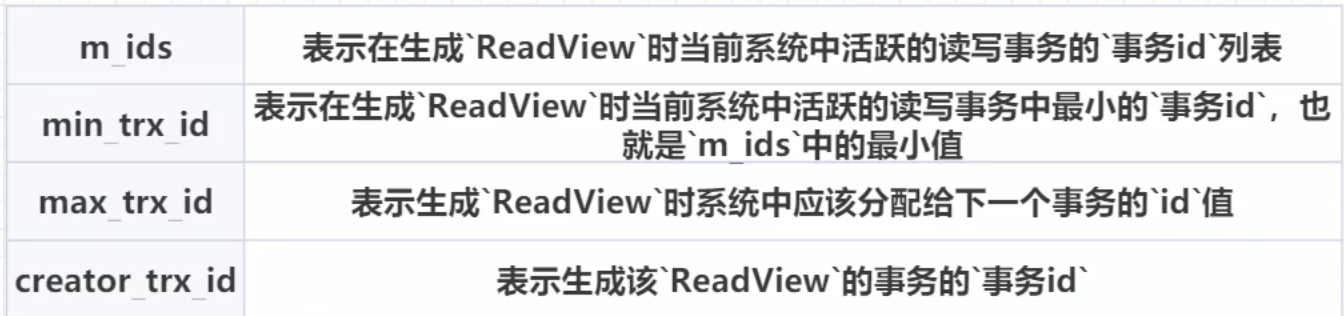 m_ids
表示在生成`ReadView`时当前系统中活跃的读写事务的`事务id`列表
min_trx_id
表示在生成`ReadView`时当前系统中活跃的读写事务中最小的`事务id`，也
就是`m_ids`中的最小值
max_trx_id
表示生成`ReadView`时系统中应该分配给下一个事务的`id`值
creator_trx_id
表示生成该`ReadView`的事务的`事务id`